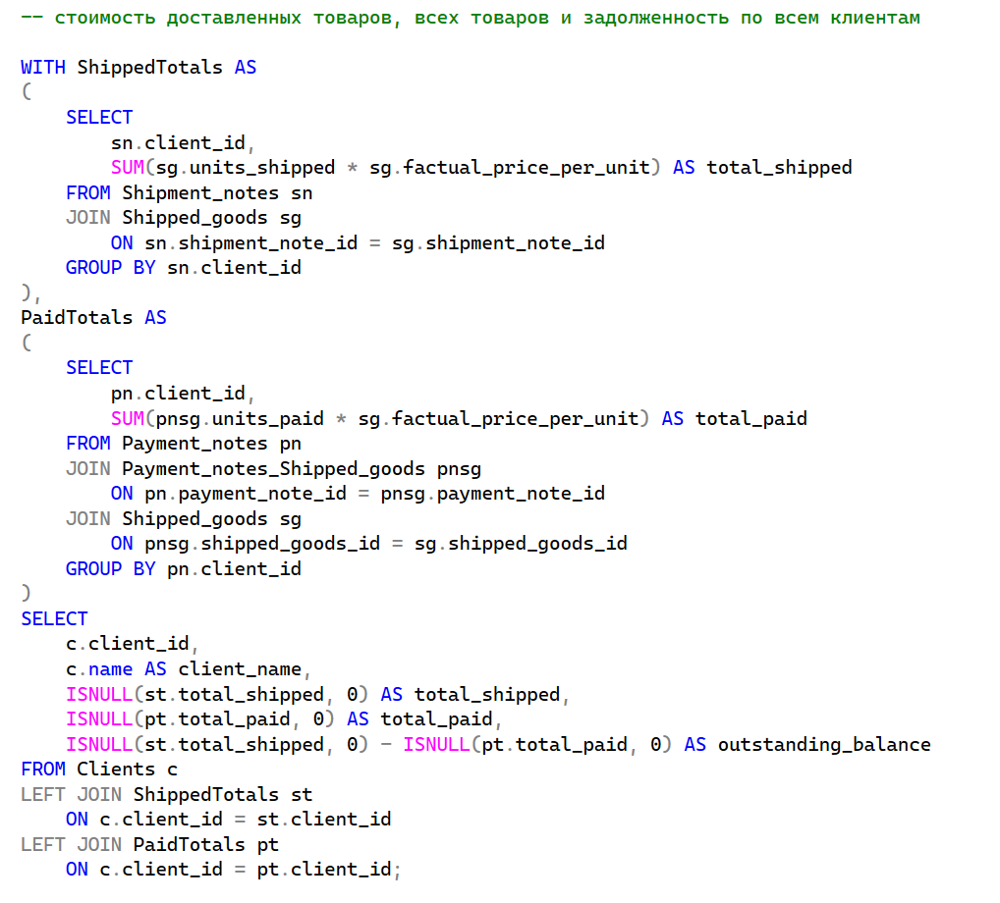 -- стоимость доставленных товаров, всех товаров и задолженность по всем клиентам

WITH ShippedTotals AS
(
    SELECT
        sn.client_id,
        SUM(sg.units_shipped * sg.factual_price_per_unit) AS total_shipped
    FROM Shipment_notes sn
    JOIN Shipped_goods sg
        ON sn.shipment_note_id = sg.shipment_note_id
    GROUP BY sn.client_id
),
PaidTotals AS
(
    SELECT
        pn.client_id,
        SUM(pnsg.units_paid * sg.factual_price_per_unit) AS total_paid
    FROM Payment_notes pn
    JOIN Payment_notes_Shipped_goods pnsg
        ON pn.payment_note_id = pnsg.payment_note_id
    JOIN Shipped_goods sg
        ON pnsg.shipped_goods_id = sg.shipped_goods_id
    GROUP BY pn.client_id
)
SELECT
    c.client_id,
    c.name AS client_name,
    ISNULL(st.total_shipped, 0) AS total_shipped,
    ISNULL(pt.total_paid, 0) AS total_paid,
    ISNULL(st.total_shipped, 0) - ISNULL(pt.total_paid, 0) AS outstanding_balance
FROM Clients c
LEFT JOIN ShippedTotals st
    ON c.client_id = st.client_id
LEFT JOIN PaidTotals pt
    ON c.client_id = pt.client_id;